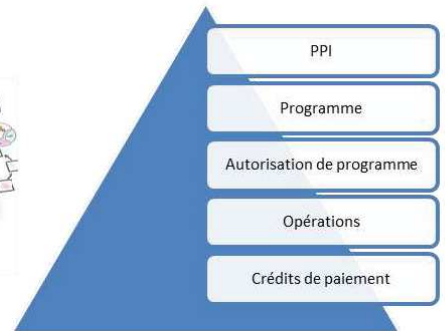 PPI
Programme
Autorisation de programme
Opérations
Crédits de paiement